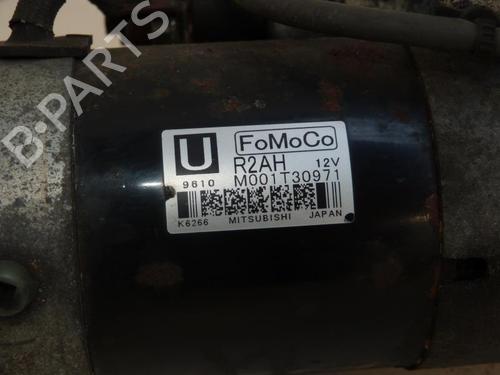 B-PARTS
U
FoMoCo
R2AH 12V
9610 M001T30971
K6266 MITSUBISHI JAPAN